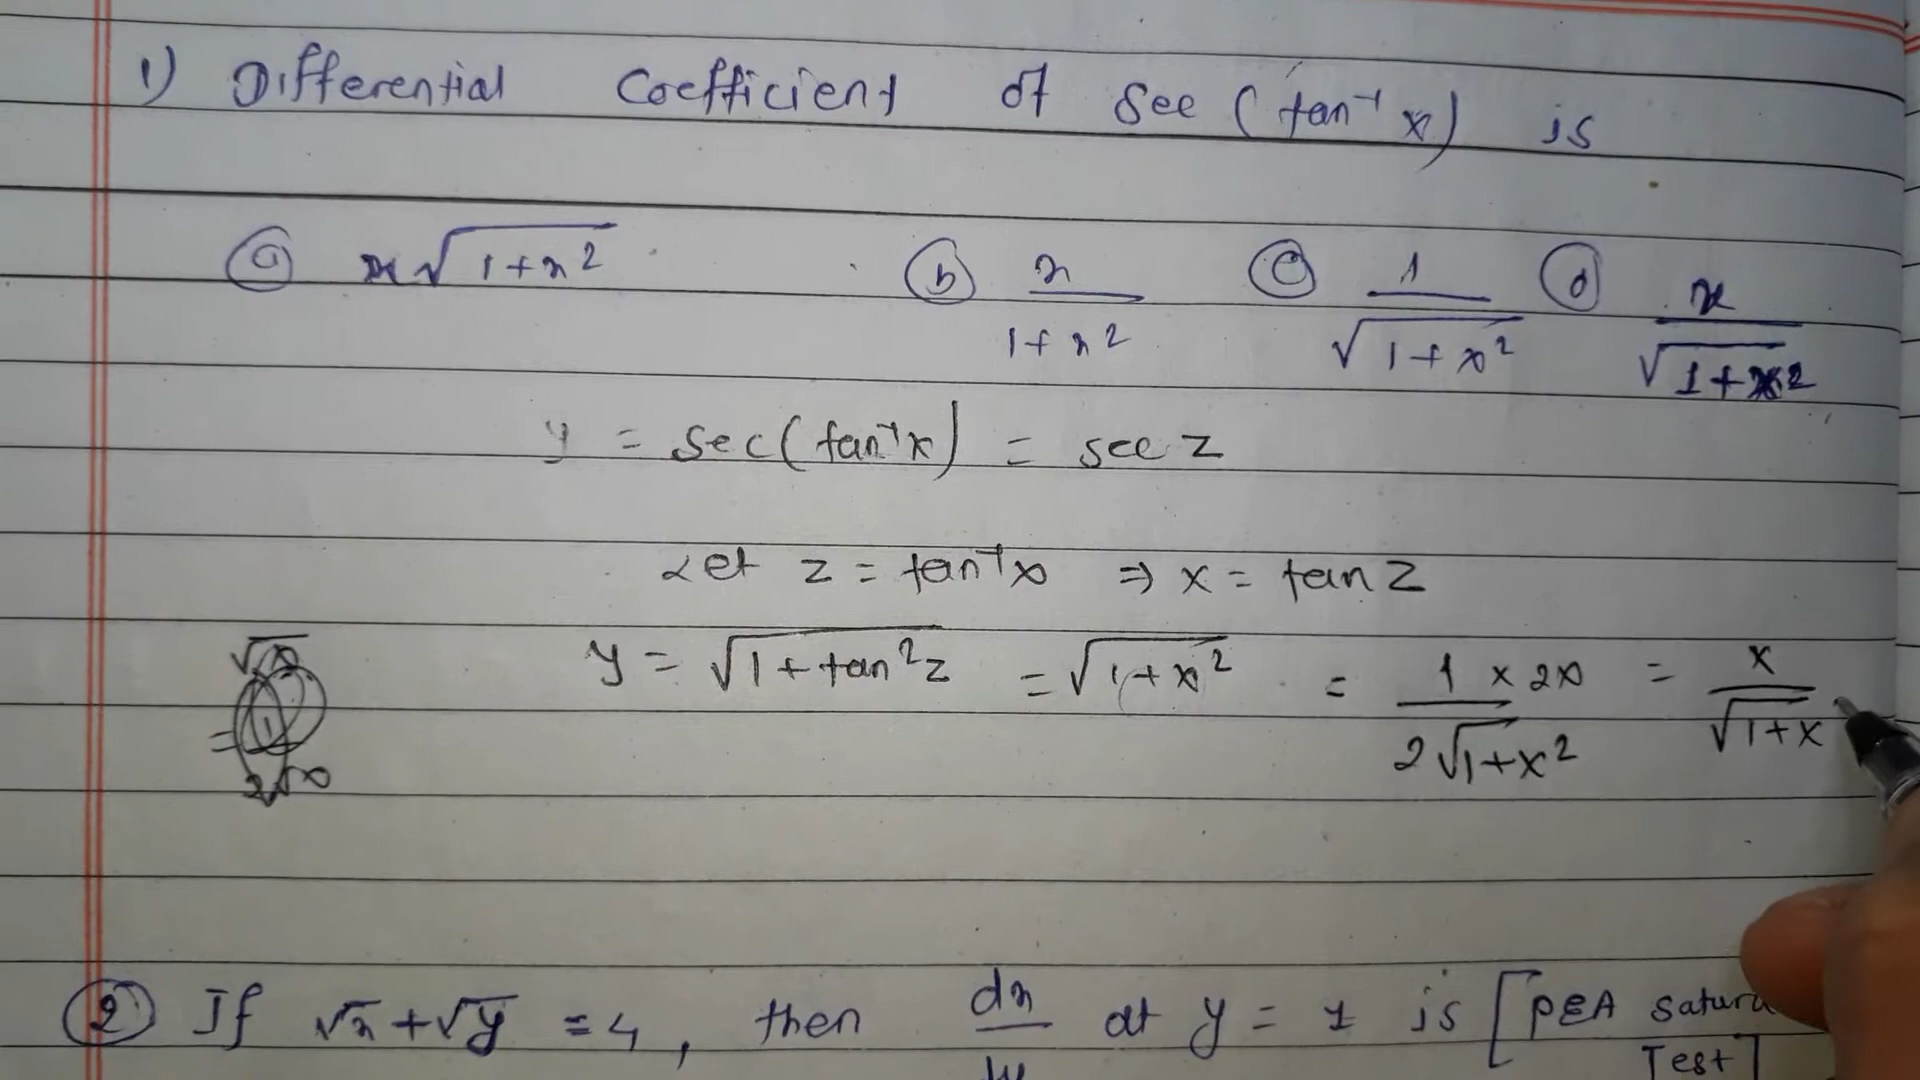 1) Differential Coefficient of Sec (tan⁻¹ x) is
(a) x√(1+x²) (b) x/(1+x²) (c) 1/√(1+x²) (d) x/√(1+x²)
y = sec(tan⁻¹x) = sec z
Let z = tan⁻¹x ⇒ x = tan z
y = √(1+tan²z) = √(1+x²) = 1/(2√(1+x²)) × 2x = x/√(1+x
√x
= 1/(2√x)
(2) If √x + √y = 4, then dx/dy at y = 1 is [PEA
Test]